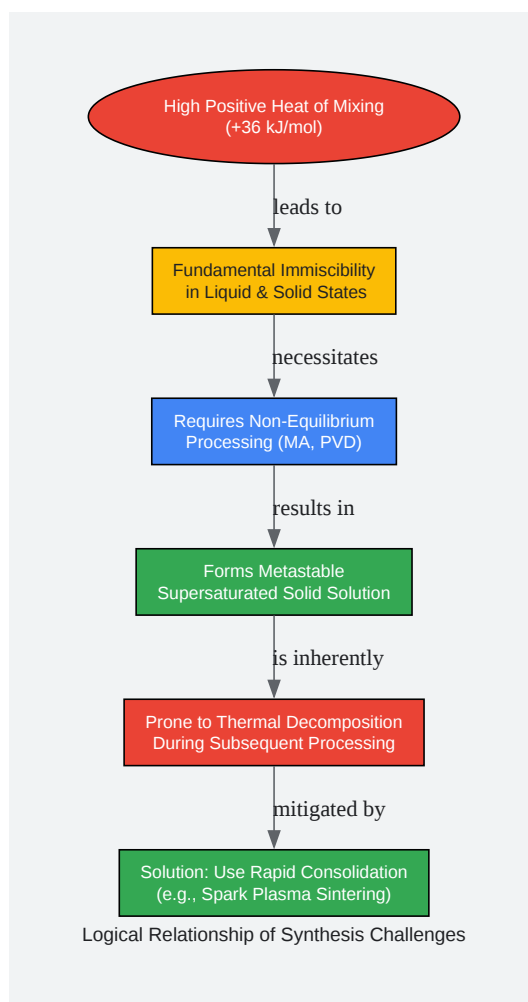 High Positive Heat of Mixing
(+36 kJ/mol)
leads to
Fundamental Immiscibility
in Liquid & Solid States
necessitates
Requires Non-Equilibrium
Processing (MA, PVD)
results in
Forms Metastable
Supersaturated Solid Solution
is inherently
Prone to Thermal Decomposition
During Subsequent Processing
mitigated by
Solution: Use Rapid Consolidation
(e.g., Spark Plasma Sintering)
Logical Relationship of Synthesis Challenges